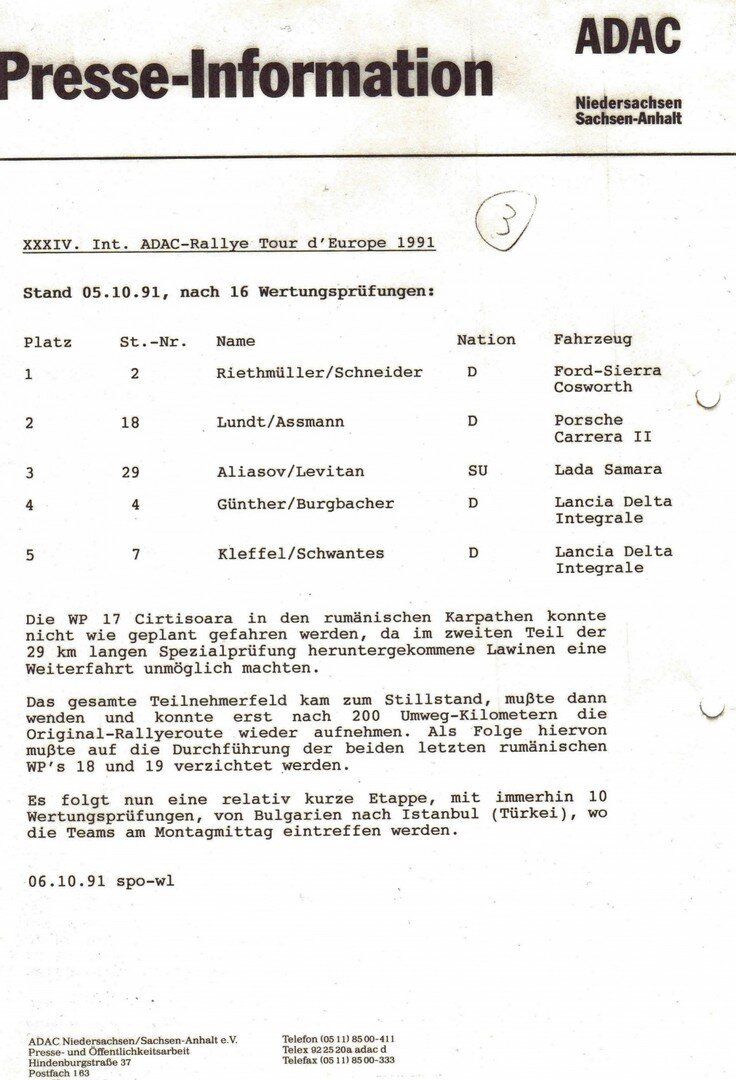 Presse-Information
ADAC
Niedersachsen
Sachsen-Anhalt
3
XXXIV. Int. ADAC-Rallye Tour d'Europe 1991
Stand 05.10.91, nach 16 Wertungsprüfungen:
Platz St.-Nr. Name Nation Fahrzeug
1 2 Riethmüller/Schneider D Ford-Sierra
Cosworth
2 18 Lundt/Assmann D Porsche
Carrera II
3 29 Aliasov/Levitan SU Lada Samara
4 4 Günther/Burgbacher D Lancia Delta
Integrale
5 7 Kleffel/Schwantes D Lancia Delta
Integrale
Die WP 17 Cirtisoara in den rumänischen Karpathen konnte
nicht wie geplant gefahren werden, da im zweiten Teil der
29 km langen Spezialprüfung heruntergekommene Lawinen eine
Weiterfahrt unmöglich machten.
Das gesamte Teilnehmerfeld kam zum Stillstand, mußte dann
wenden und konnte erst nach 200 Umweg-Kilometern die
Original-Rallyeroute wieder aufnehmen. Als Folge hiervon
mußte auf die Durchführung der beiden letzten rumänischen
WP's 18 und 19 verzichtet werden.
Es folgt nun eine relativ kurze Etappe, mit immerhin 10
Wertungsprüfungen, von Bulgarien nach Istanbul (Türkei), wo
die Teams am Montagmittag eintreffen werden.
06.10.91 spo-wl
ADAC Niedersachsen/Sachsen-Anhalt e.V.
Presse- und Öffentlichkeitsarbeit
Hindenburgstraße 37
Postfach 163
Telefon (05 11) 85 00-411
Telex 92 25 20a adac d
Telefax (05 11) 85 00-333